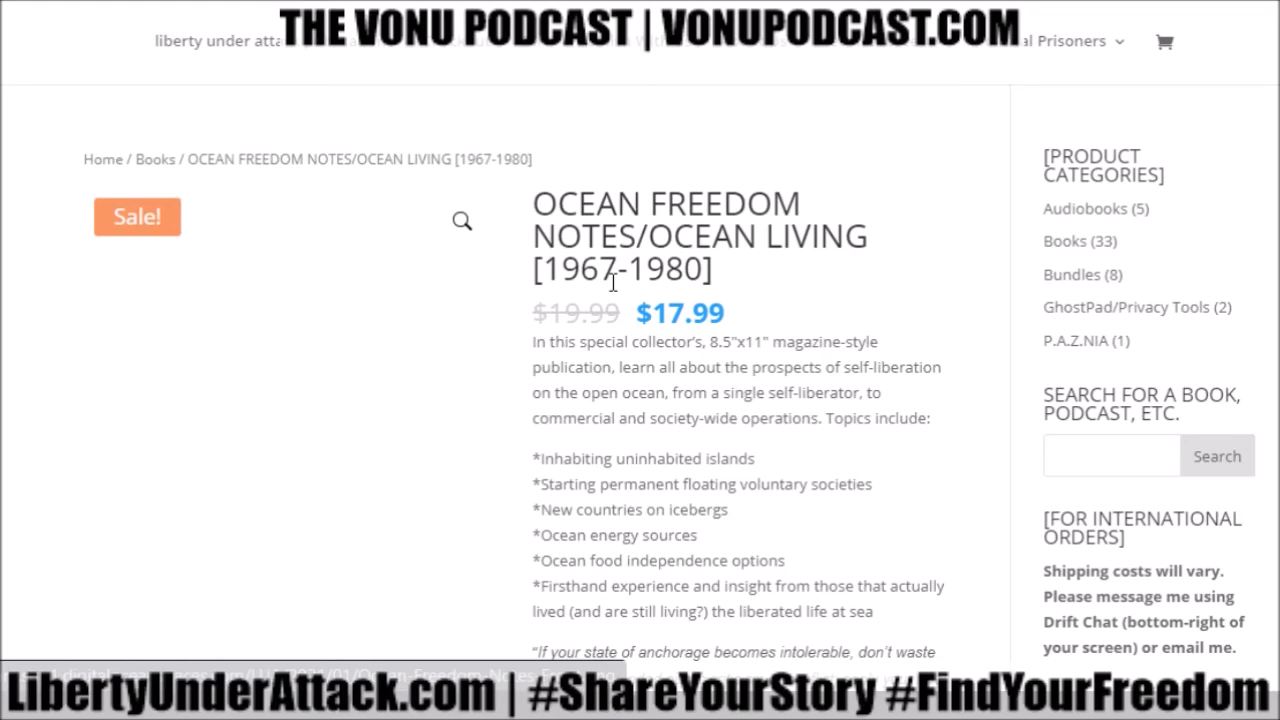 THE VONU PODCAST | VONUPODCAST.COM
liberty under atta
al Prisoners
Home / Books / OCEAN FREEDOM NOTES/OCEAN LIVING [1967-1980]
Sale!
OCEAN FREEDOM
NOTES/OCEAN LIVING
[1967-1980]
$19.99 $17.99
In this special collector's, 8.5"x11" magazine-style
publication, learn all about the prospects of self-liberation
on the open ocean, from a single self-liberator, to
commercial and society-wide operations. Topics include:
*Inhabiting uninhabited islands
*Starting permanent floating voluntary societies
*New countries on icebergs
*Ocean energy sources
*Ocean food independence options
*Firsthand experience and insight from those that actually
lived (and are still living?) the liberated life at sea
"If your state of anchorage becomes intolerable, don't waste
[PRODUCT
CATEGORIES]
Audiobooks (5)
Books (33)
Bundles (8)
GhostPad/Privacy Tools (2)
P.A.Z.NIA (1)
SEARCH FOR A BOOK,
PODCAST, ETC.
Search
[FOR INTERNATIONAL
ORDERS]
Shipping costs will vary.
Please message me using
Drift Chat (bottom-right of
your screen) or email me.
LibertyUnderAttack.com | #ShareYourStory #FindYourFreedom